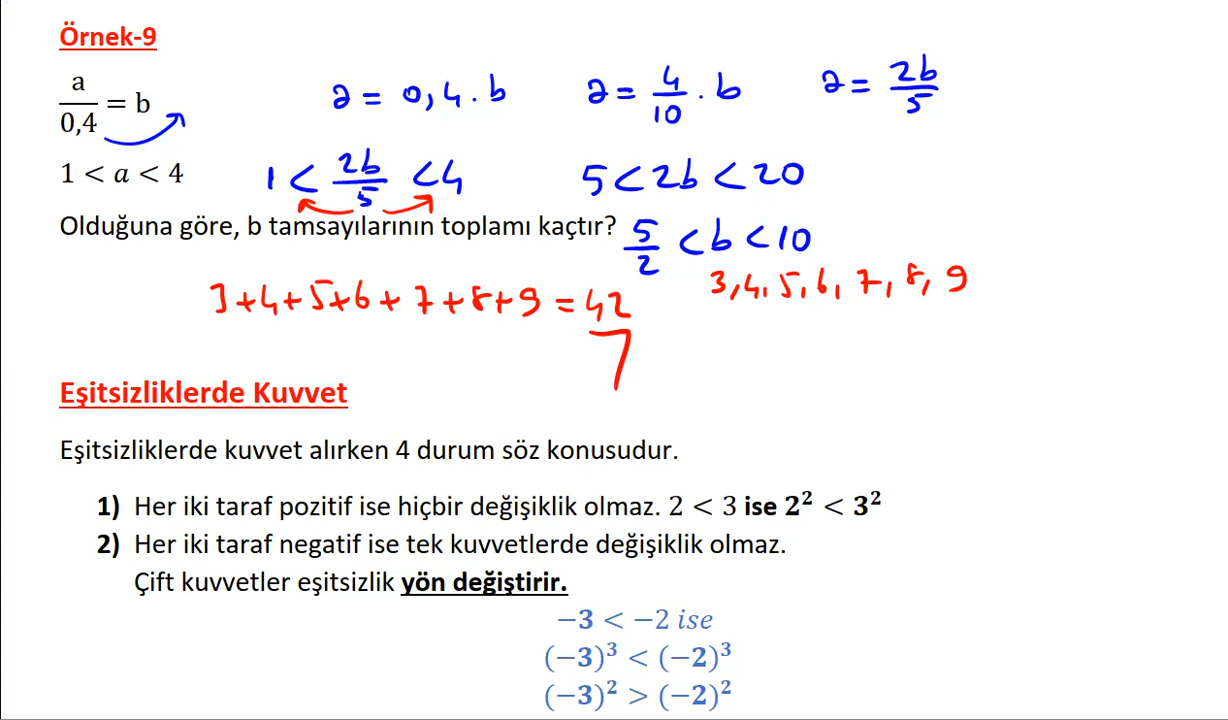 Örnek-9
a/0,4 = b
a = 0,4 . b
a = 4/10 . b
a = 2b/5
1 < a < 4
1 < 2b/5 < 4
5 < 2b < 20
Olduğuna göre, b tamsayılarının toplamı kaçtır?
5/2 < b < 10
3, 4, 5, 6, 7, 8, 9
3+4+5+6+7+8+9 = 42
Eşitsizliklerde Kuvvet
Eşitsizliklerde kuvvet alırken 4 durum söz konusudur.
1) Her iki taraf pozitif ise hiçbir değişiklik olmaz. 2 < 3 ise 2² < 3²
2) Her iki taraf negatif ise tek kuvvetlerde değişiklik olmaz.
Çift kuvvetler eşitsizlik yön değiştirir.
−3 < −2 ise
(−3)³ < (−2)³
(−3)² > (−2)²